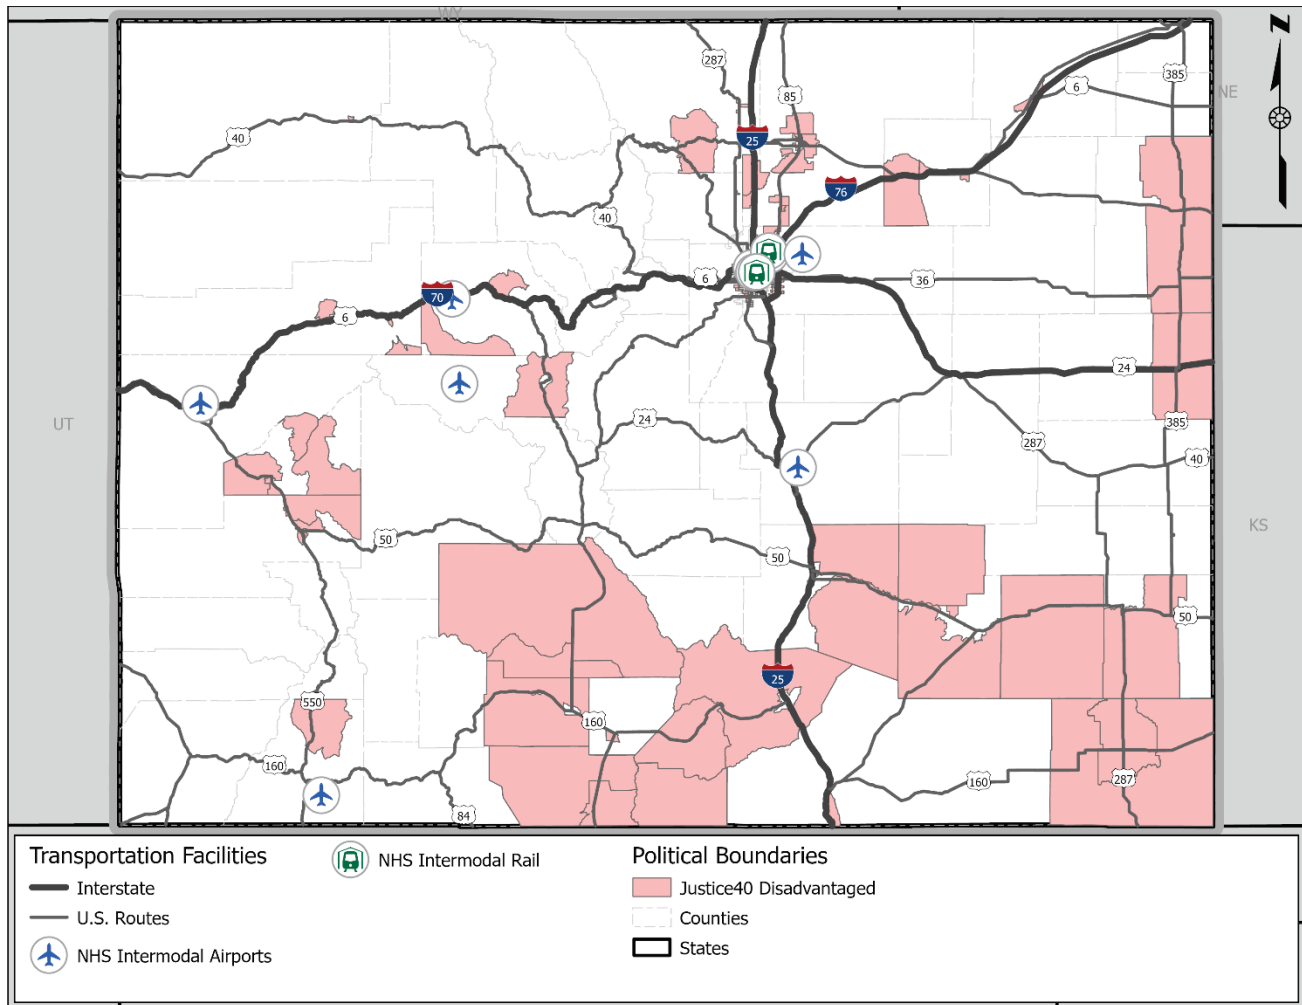 WY
N
287
385
6
NE
85
40
25
76
40
6
36
70
6
24
UT
385
24
287
40
KS
50
50
50
25
550
160
160
160
287
84
Transportation Facilities
Interstate
U.S. Routes
NHS Intermodal Airports
NHS Intermodal Rail
Political Boundaries
Justice40 Disadvantaged
Counties
States